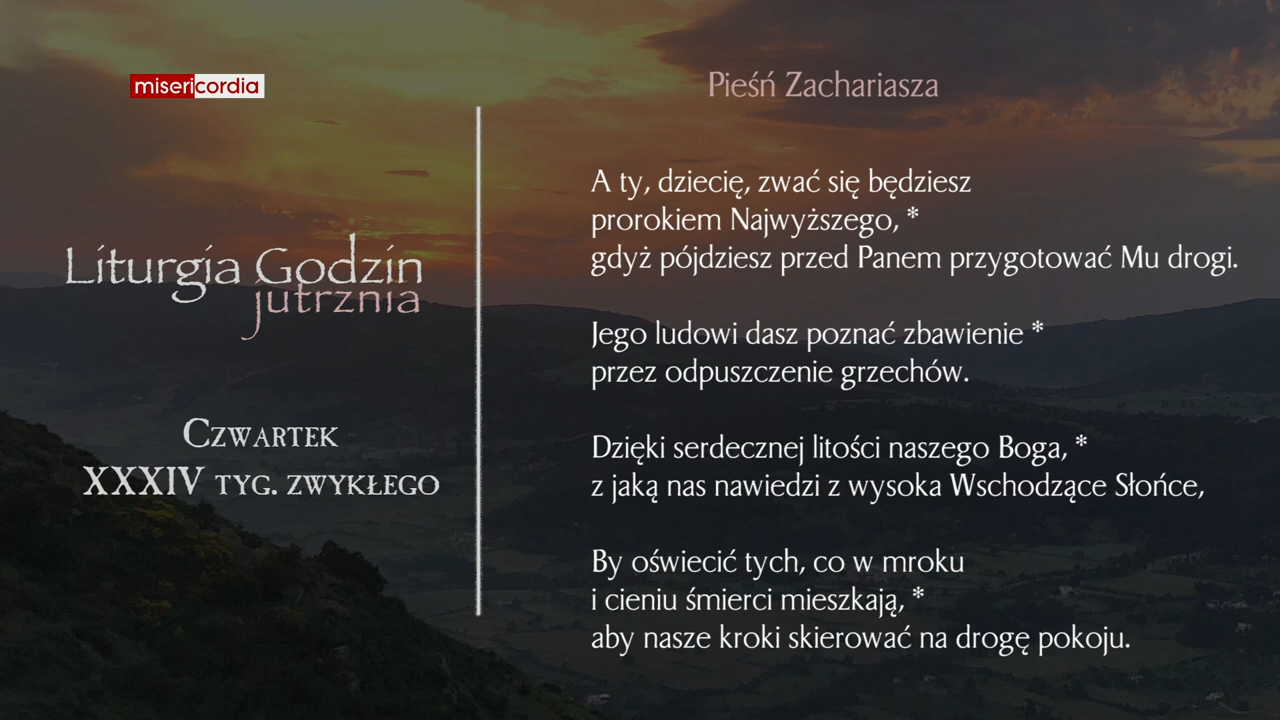 misericordia
Liturgia Godzin
jutrznia
Czwartek
XXXIV tyg. zwykłego
Pieśń Zachariasza
A ty, dziecię, zwać się będziesz
prorokiem Najwyższego, *
gdyż pójdziesz przed Panem przygotować Mu drogi.
Jego ludowi dasz poznać zbawienie *
przez odpuszczenie grzechów.
Dzięki serdecznej litości naszego Boga, *
z jaką nas nawiedzi z wysoka Wschodzące Słońce,
By oświecić tych, co w mroku
i cieniu śmierci mieszkają, *
aby nasze kroki skierować na drogę pokoju.